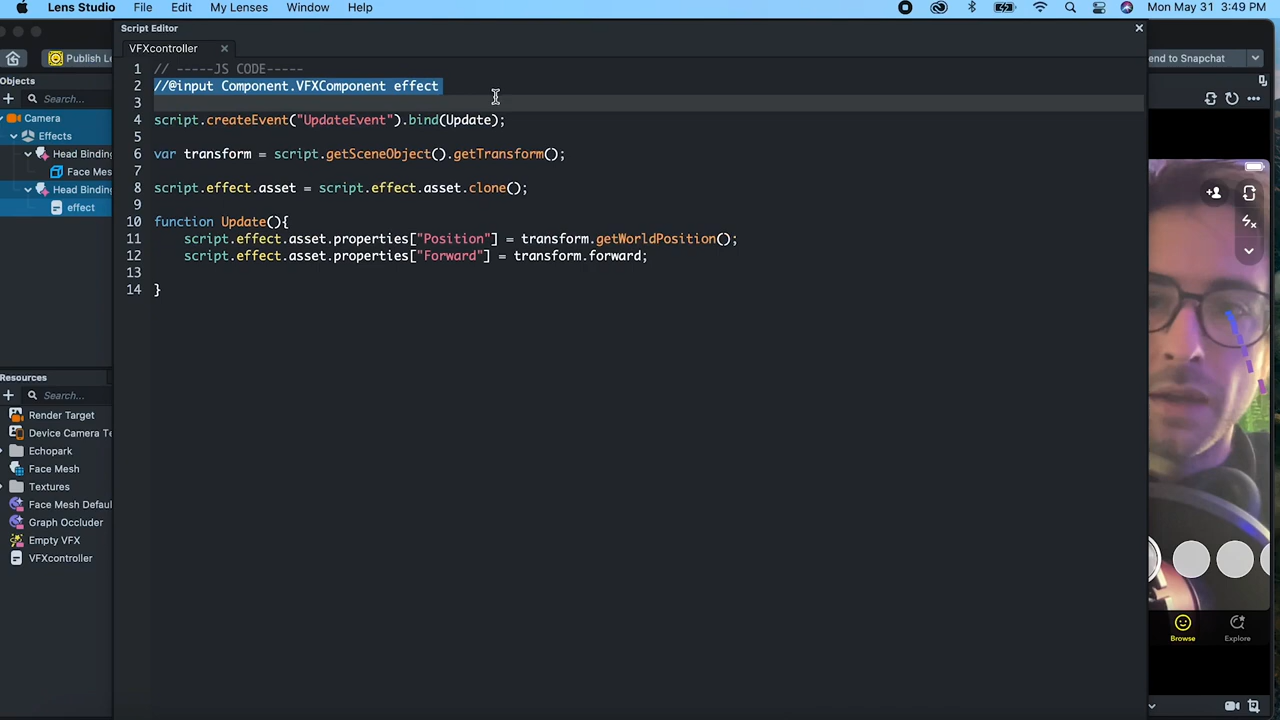 Lens Studio File Edit My Lenses Window Help Mon May 31 3:49 PM
Script Editor
VFXcontroller
Publish Le
end to Snapchat
Objects
Search...
Camera
Effects
Head Binding
Face Mes
Head Binding
effect
Resources
Search...
Render Target
Device Camera Te
Echopark
Face Mesh
Textures
Face Mesh Defau
Graph Occluder
Empty VFX
VFXcontroller
1 // -----JS CODE-----
2 //@input Component.VFXComponent effect
3
4 script.createEvent("UpdateEvent").bind(Update);
5
6 var transform = script.getSceneObject().getTransform();
7
8 script.effect.asset = script.effect.asset.clone();
9
10 function Update(){
11 script.effect.asset.properties["Position"] = transform.getWorldPosition();
12 script.effect.asset.properties["Forward"] = transform.forward;
13
14 }
Browse
Explore